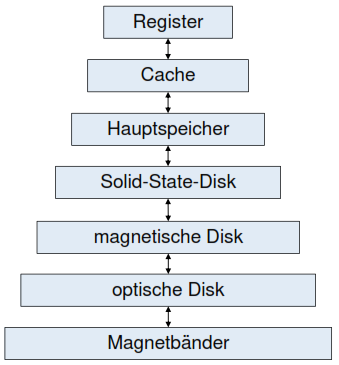 Register
Cache
Hauptspeicher
Solid-State-Disk
magnetische Disk
optische Disk
Magnetbänder